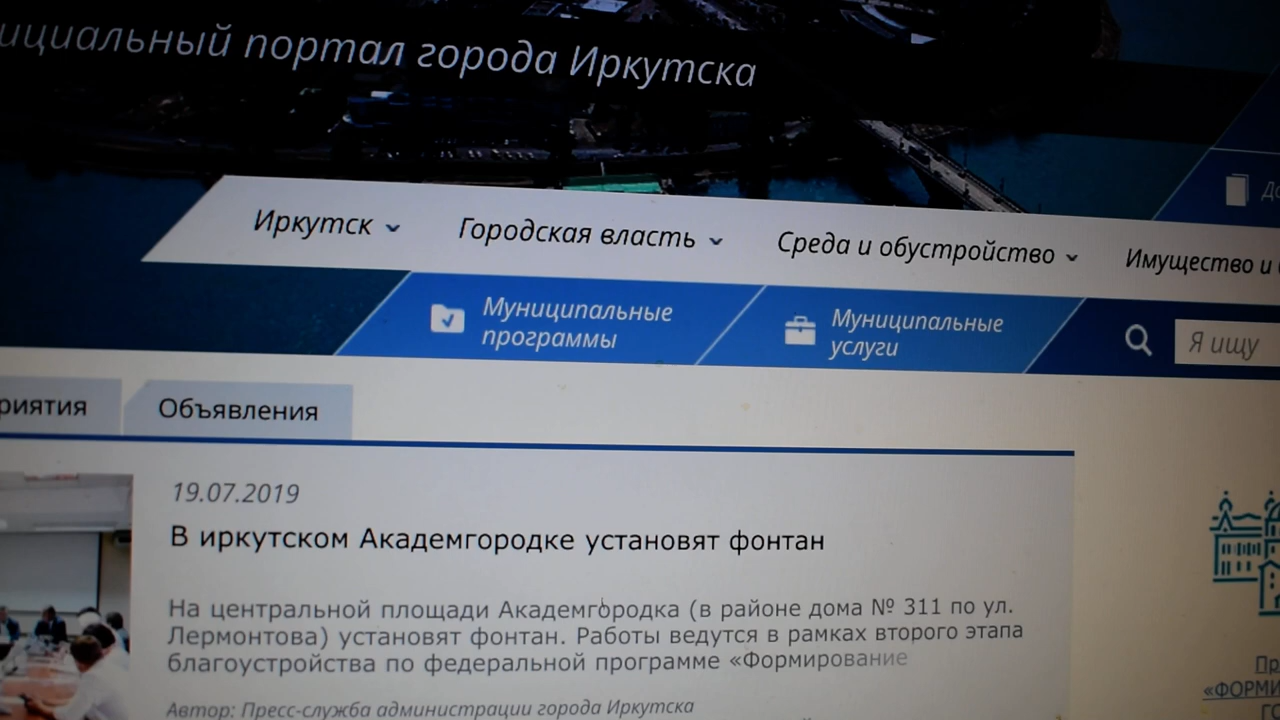 портал города Иркутска
Иркутск
Городская власть
Среда и обустройство
Имущество и
Муниципальные
программы
Муниципальные
услуги
Я ищу
Объявления
19.07.2019
В иркутском Академгородке установят фонтан
На центральной площади Академгородка (в районе дома № 311 по ул.
Лермонтова) установят фонтан. Работы ведутся в рамках второго этапа
благоустройства по федеральной программе «Формирование
Автор: Пресс-служба администрации города Иркутска